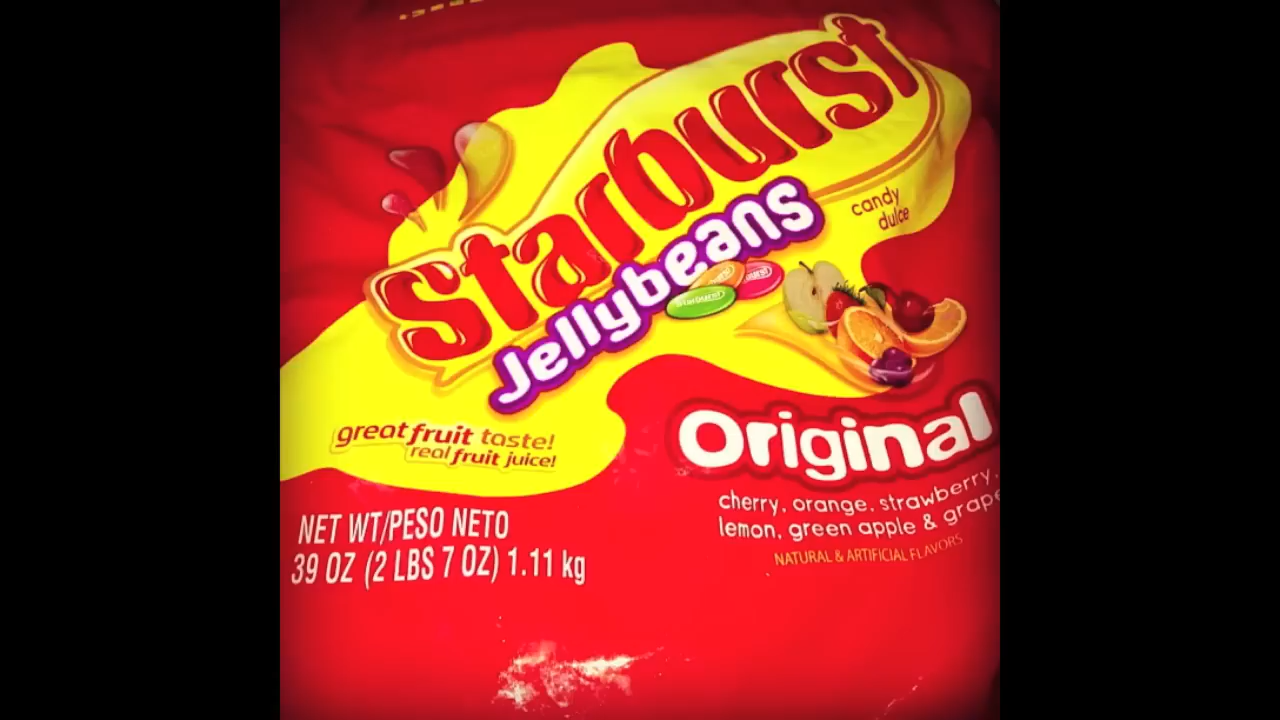 Starburst
Jellybeans
candy
dulce
starburst
great fruit taste!
real fruit juice!
Original
cherry, orange, strawberry,
lemon, green apple & grape
NATURAL & ARTIFICIAL FLAVORS
NET WT/PESO NETO
39 OZ (2 LBS 7 OZ) 1.11 kg